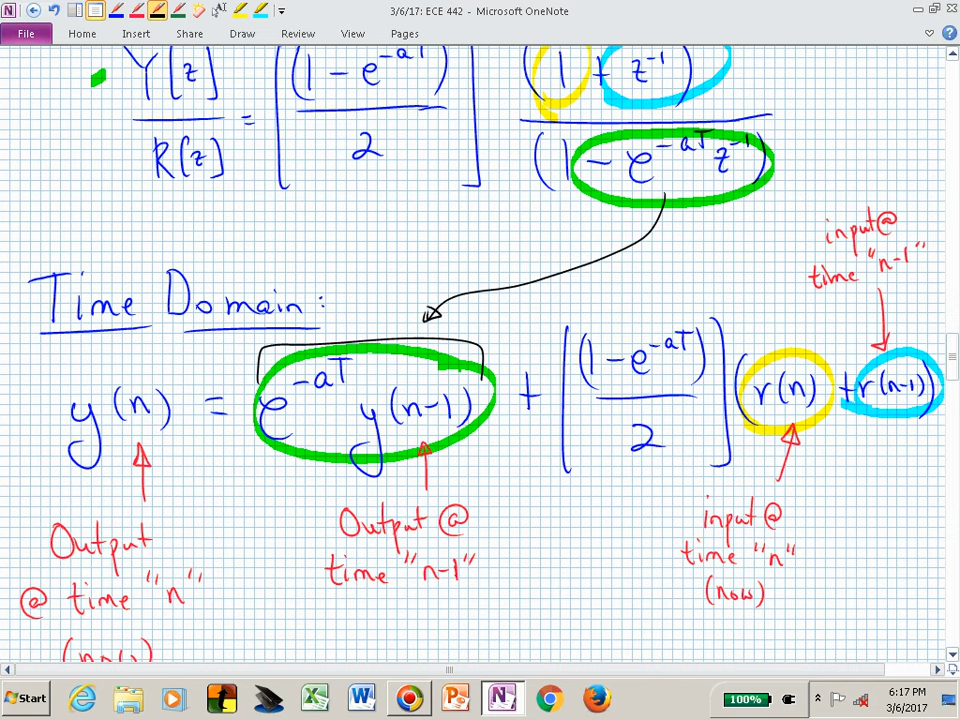 3/6/17: ECE 442 - Microsoft OneNote
File Home Insert Share Draw Review View Pages
Y[z] / R[z] = [(1 - e^-aT) / 2] (1 + z^-1) / (1 - e^-aT z^-1)
input @
time "n-1"
Time Domain:
y(n) = e^-aT y(n-1) + [(1-e^-aT) / 2] (r(n) + r(n-1))
Output
@ time "n"
Output @
time "n-1"
input @
time "n"
(now)
(now)
Start
100%
6:17 PM
3/6/2017